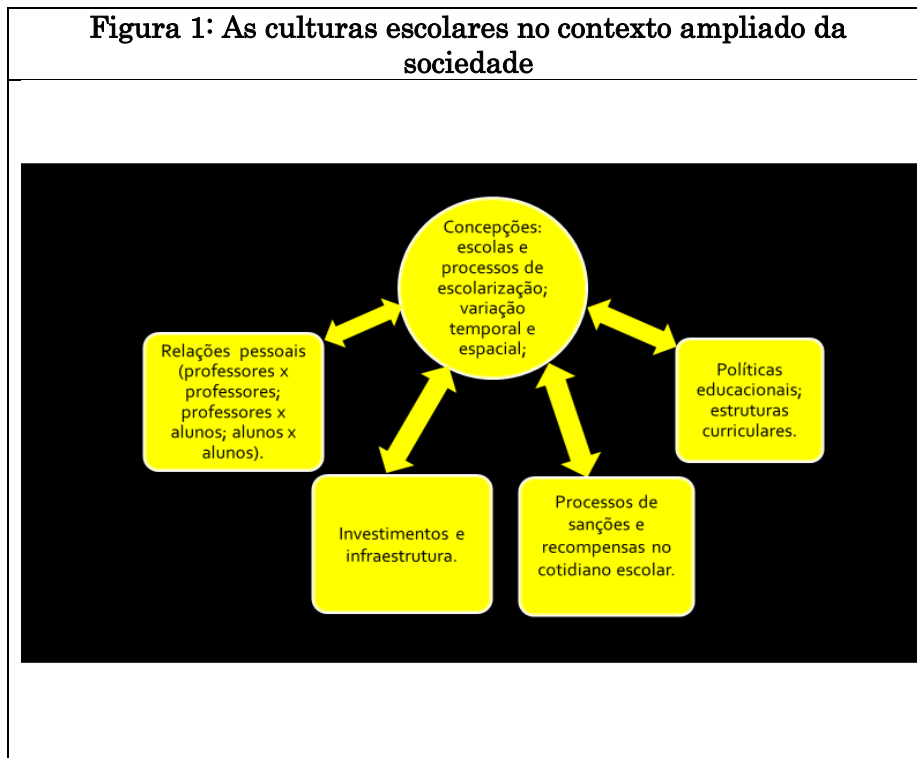 Figura 1: As culturas escolares no contexto ampliado da
sociedade
Concepções:
escolas e
processos de
escolarização;
variação
temporal e
espacial;
Relações pessoais
(professores x
professores;
professores x
alunos; alunos x
alunos).
Políticas
educacionais;
estruturas
curriculares.
Investimentos e
infraestrutura.
Processos de
sanções e
recompensas no
cotidiano escolar.